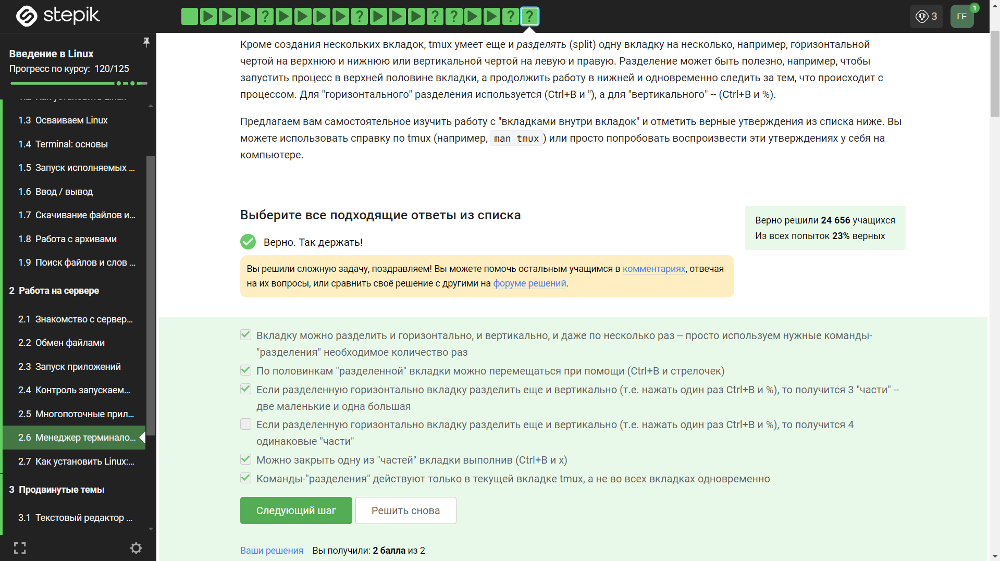 stepik
? ? ? ? ? ?
3
ГЕ
1
Введение в Linux
Прогресс по курсу: 120/125
1.2 Как установить Linux
1.3 Осваиваем Linux
1.4 Terminal: основы
1.5 Запуск исполняемых ...
1.6 Ввод / вывод
1.7 Скачивание файлов и...
1.8 Работа с архивами
1.9 Поиск файлов и слов ...
2 Работа на сервере
2.1 Знакомство с сервер...
2.2 Обмен файлами
2.3 Запуск приложений
2.4 Контроль запускаем...
2.5 Многопоточные прил...
2.6 Менеджер терминало...
2.7 Как установить Linux:...
3 Продвинутые темы
3.1 Текстовый редактор ...
Кроме создания нескольких вкладок, tmux умеет еще и разделять (split) одну вкладку на несколько, например, горизонтальной
чертой на верхнюю и нижнюю или вертикальной чертой на левую и правую. Разделение может быть полезно, например, чтобы
запустить процесс в верхней половине вкладки, а продолжить работу в нижней и одновременно следить за тем, что происходит с
процессом. Для "горизонтального" разделения используется (Ctrl+B и "), а для "вертикального" -- (Ctrl+B и %).
Предлагаем вам самостоятельное изучить работу с "вкладками внутри вкладок" и отметить верные утверждения из списка ниже. Вы
можете использовать справку по tmux (например, man tmux ) или просто попробовать воспроизвести эти утверждениях у себя на
компьютере.
Выберите все подходящие ответы из списка
Верно решили 24 656 учащихся
Из всех попыток 23% верных
Верно. Так держать!
Вы решили сложную задачу, поздравляем! Вы можете помочь остальным учащимся в комментариях, отвечая
на их вопросы, или сравнить своё решение с другими на форуме решений.
Вкладку можно разделить и горизонтально, и вертикально, и даже по несколько раз -- просто используем нужные команды-
"разделения" необходимое количество раз
По половинкам "разделенной" вкладки можно перемещаться при помощи (Ctrl+B и стрелочек)
Если разделенную горизонтально вкладку разделить еще и вертикально (т.е. нажать один раз Ctrl+B и %), то получится 3 "части" --
две маленькие и одна большая
Если разделенную горизонтально вкладку разделить еще и вертикально (т.е. нажать один раз Ctrl+B и %), то получится 4
одинаковые "части"
Можно закрыть одну из "частей" вкладки выполнив (Ctrl+B и x)
Команды-"разделения" действуют только в текущей вкладке tmux, а не во всех вкладках одновременно
Следующий шаг
Решить снова
Ваши решения Вы получили: 2 балла из 2